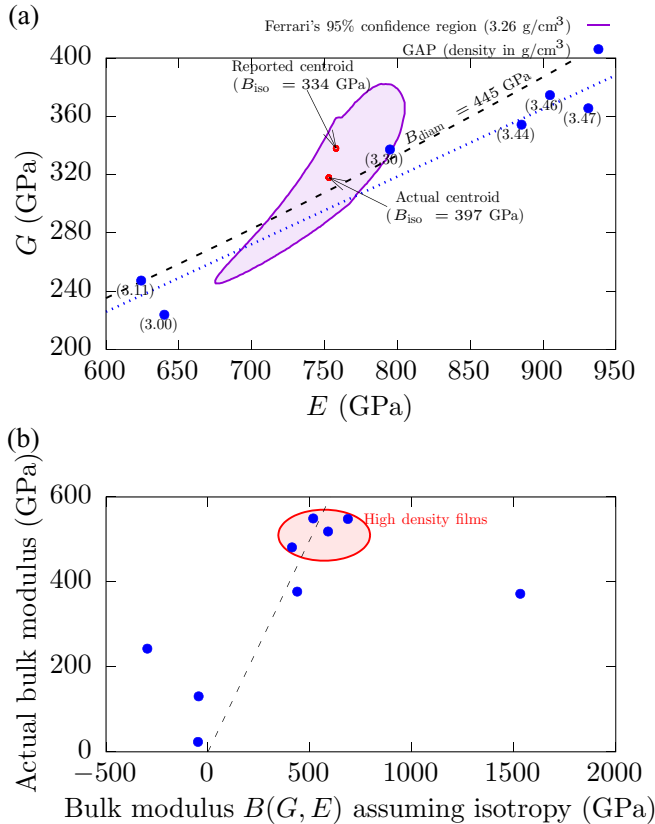 (a)
Ferrari's 95% confidence region (3.26 g/cm³)
GAP (density in g/cm³)
Reported centroid
(B_iso = 334 GPa)
B_diam = 445 GPa
(3.46)
(3.47)
(3.44)
(3.30)
Actual centroid
(B_iso = 397 GPa)
(3.11)
(3.00)
G (GPa)
400
360
320
280
240
200
600 650 700 750 800 850 900 950
E (GPa)
(b)
Actual bulk modulus (GPa)
600
400
200
0
High density films
−500 0 500 1000 1500 2000
Bulk modulus B(G, E) assuming isotropy (GPa)